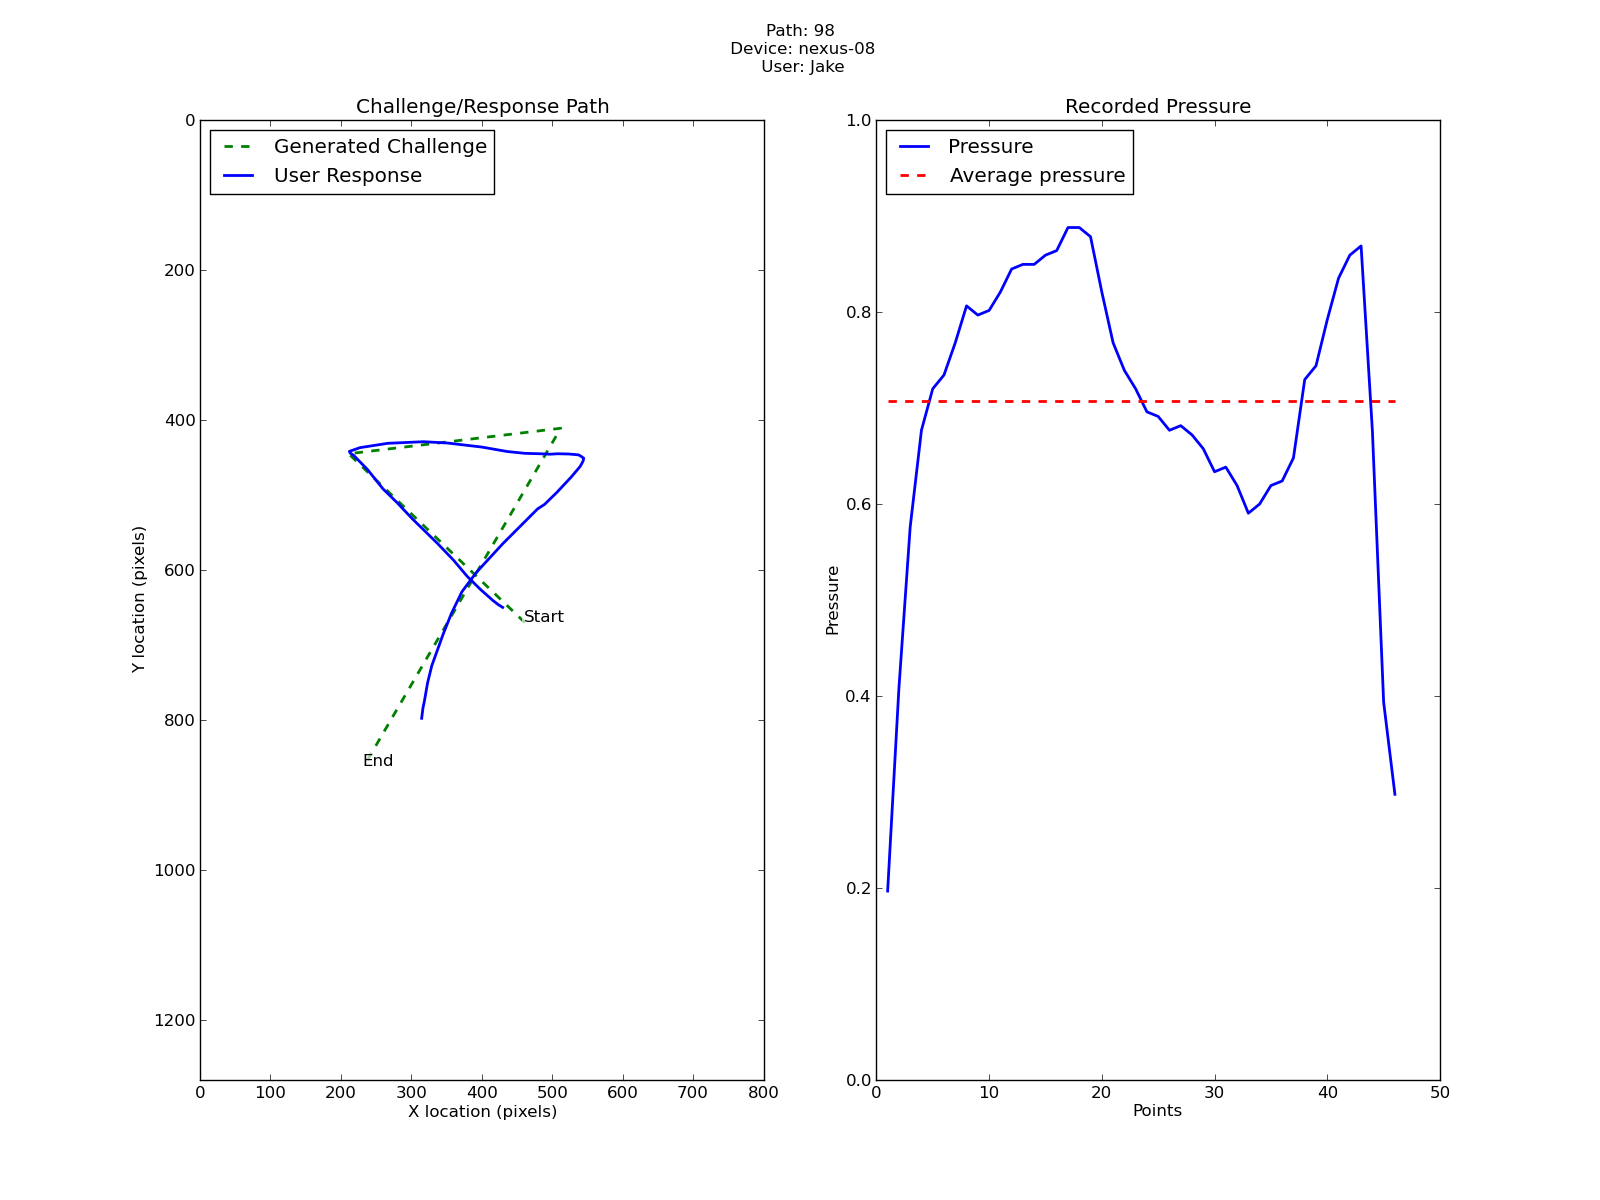 Path: 98
Device: nexus-08
User: Jake
Challenge/Response Path
Generated Challenge
User Response
0
200
400
600
800
1000
1200
Y location (pixels)
Start
End
0 100 200 300 400 500 600 700 800
X location (pixels)
Recorded Pressure
Pressure
Average pressure
1.0
0.8
0.6
0.4
0.2
0.0
Pressure
0 10 20 30 40 50
Points